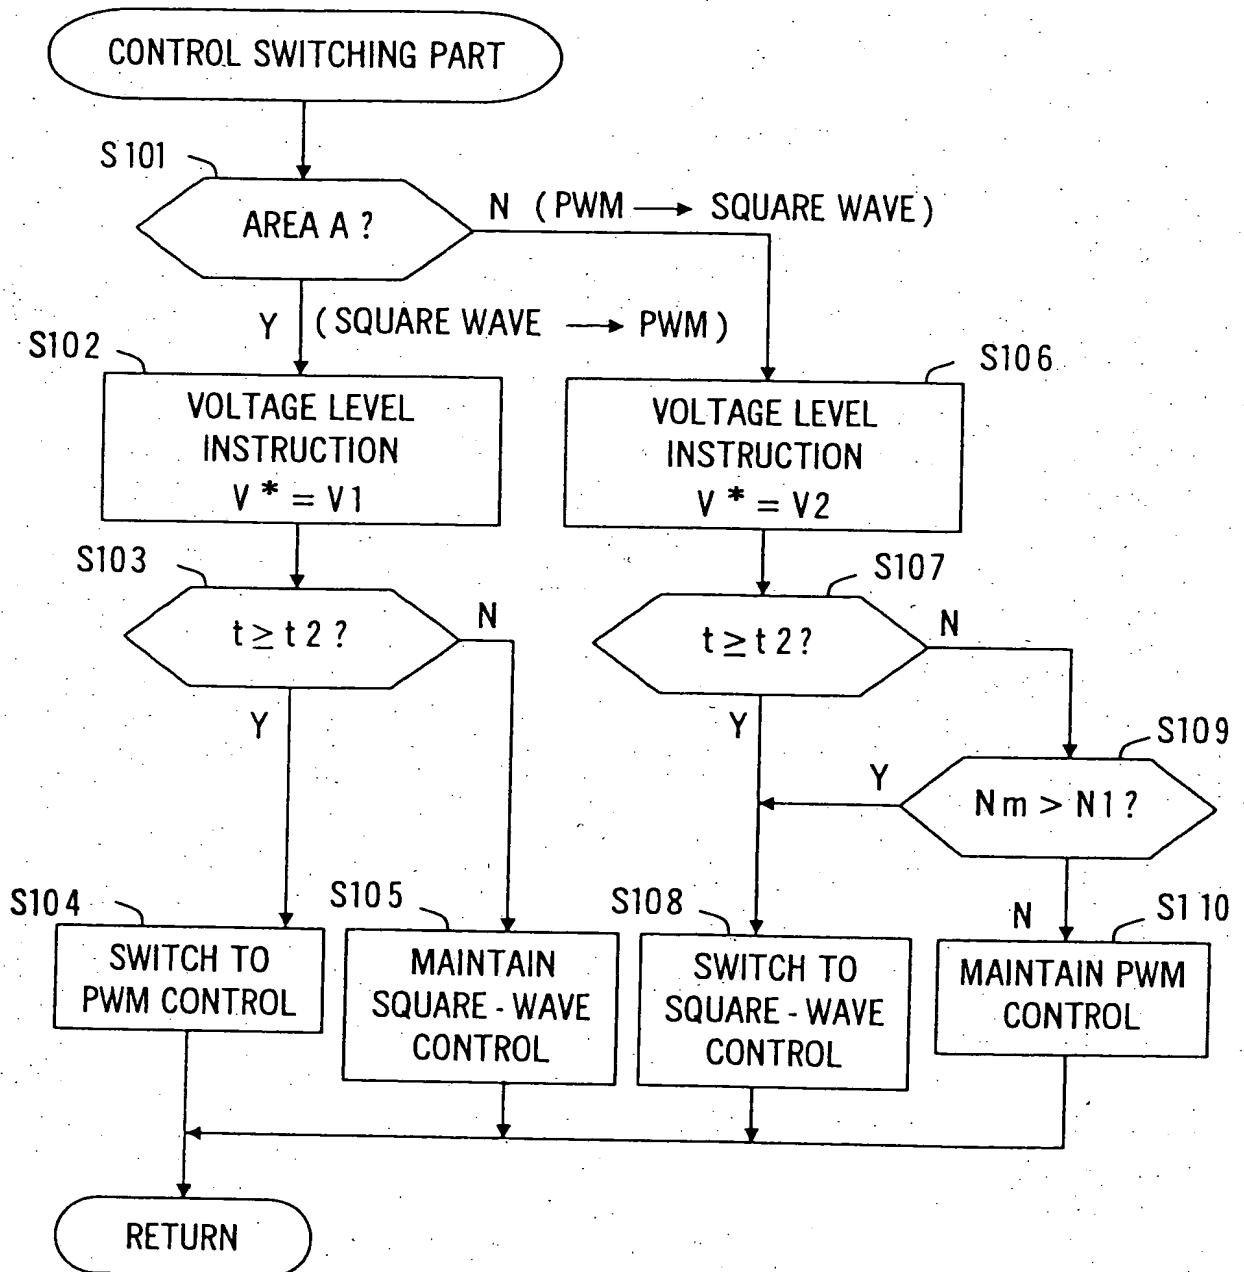 CONTROL SWITCHING PART
S101
AREA A ?
N ( PWM → SQUARE WAVE )
Y ( SQUARE WAVE → PWM )
S102
VOLTAGE LEVEL
INSTRUCTION
V * = V1
S106
VOLTAGE LEVEL
INSTRUCTION
V * = V2
S103
t ≥ t 2 ?
N
Y
S107
t ≥ t 2 ?
N
Y
S109
Nm > N1 ?
Y
N
S104
SWITCH TO
PWM CONTROL
S105
MAINTAIN
SQUARE - WAVE
CONTROL
S108
SWITCH TO
SQUARE - WAVE
CONTROL
S110
MAINTAIN PWM
CONTROL
RETURN